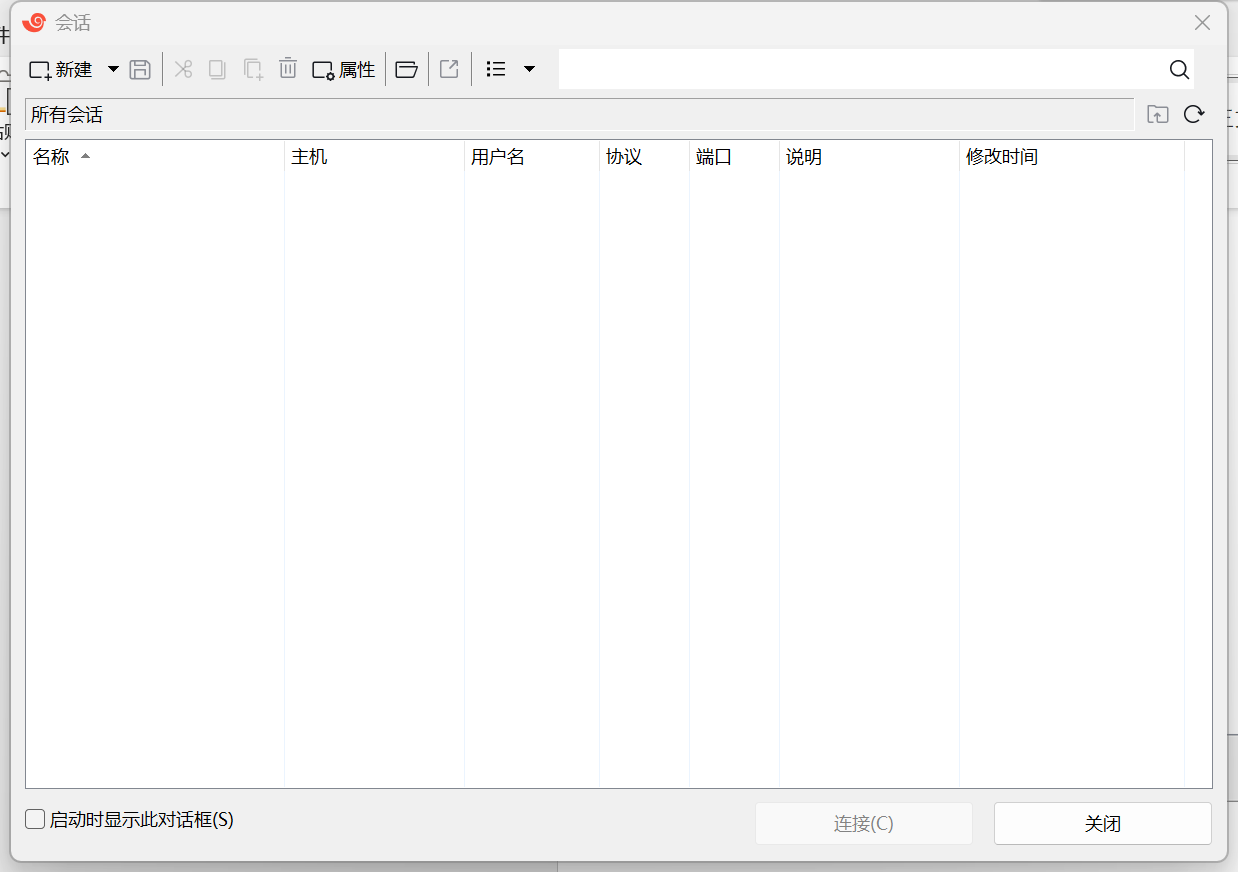 会话
新建
属性
所有会话
名称 主机 用户名 协议 端口 说明 修改时间
启动时显示此对话框(S)
连接(C) 关闭